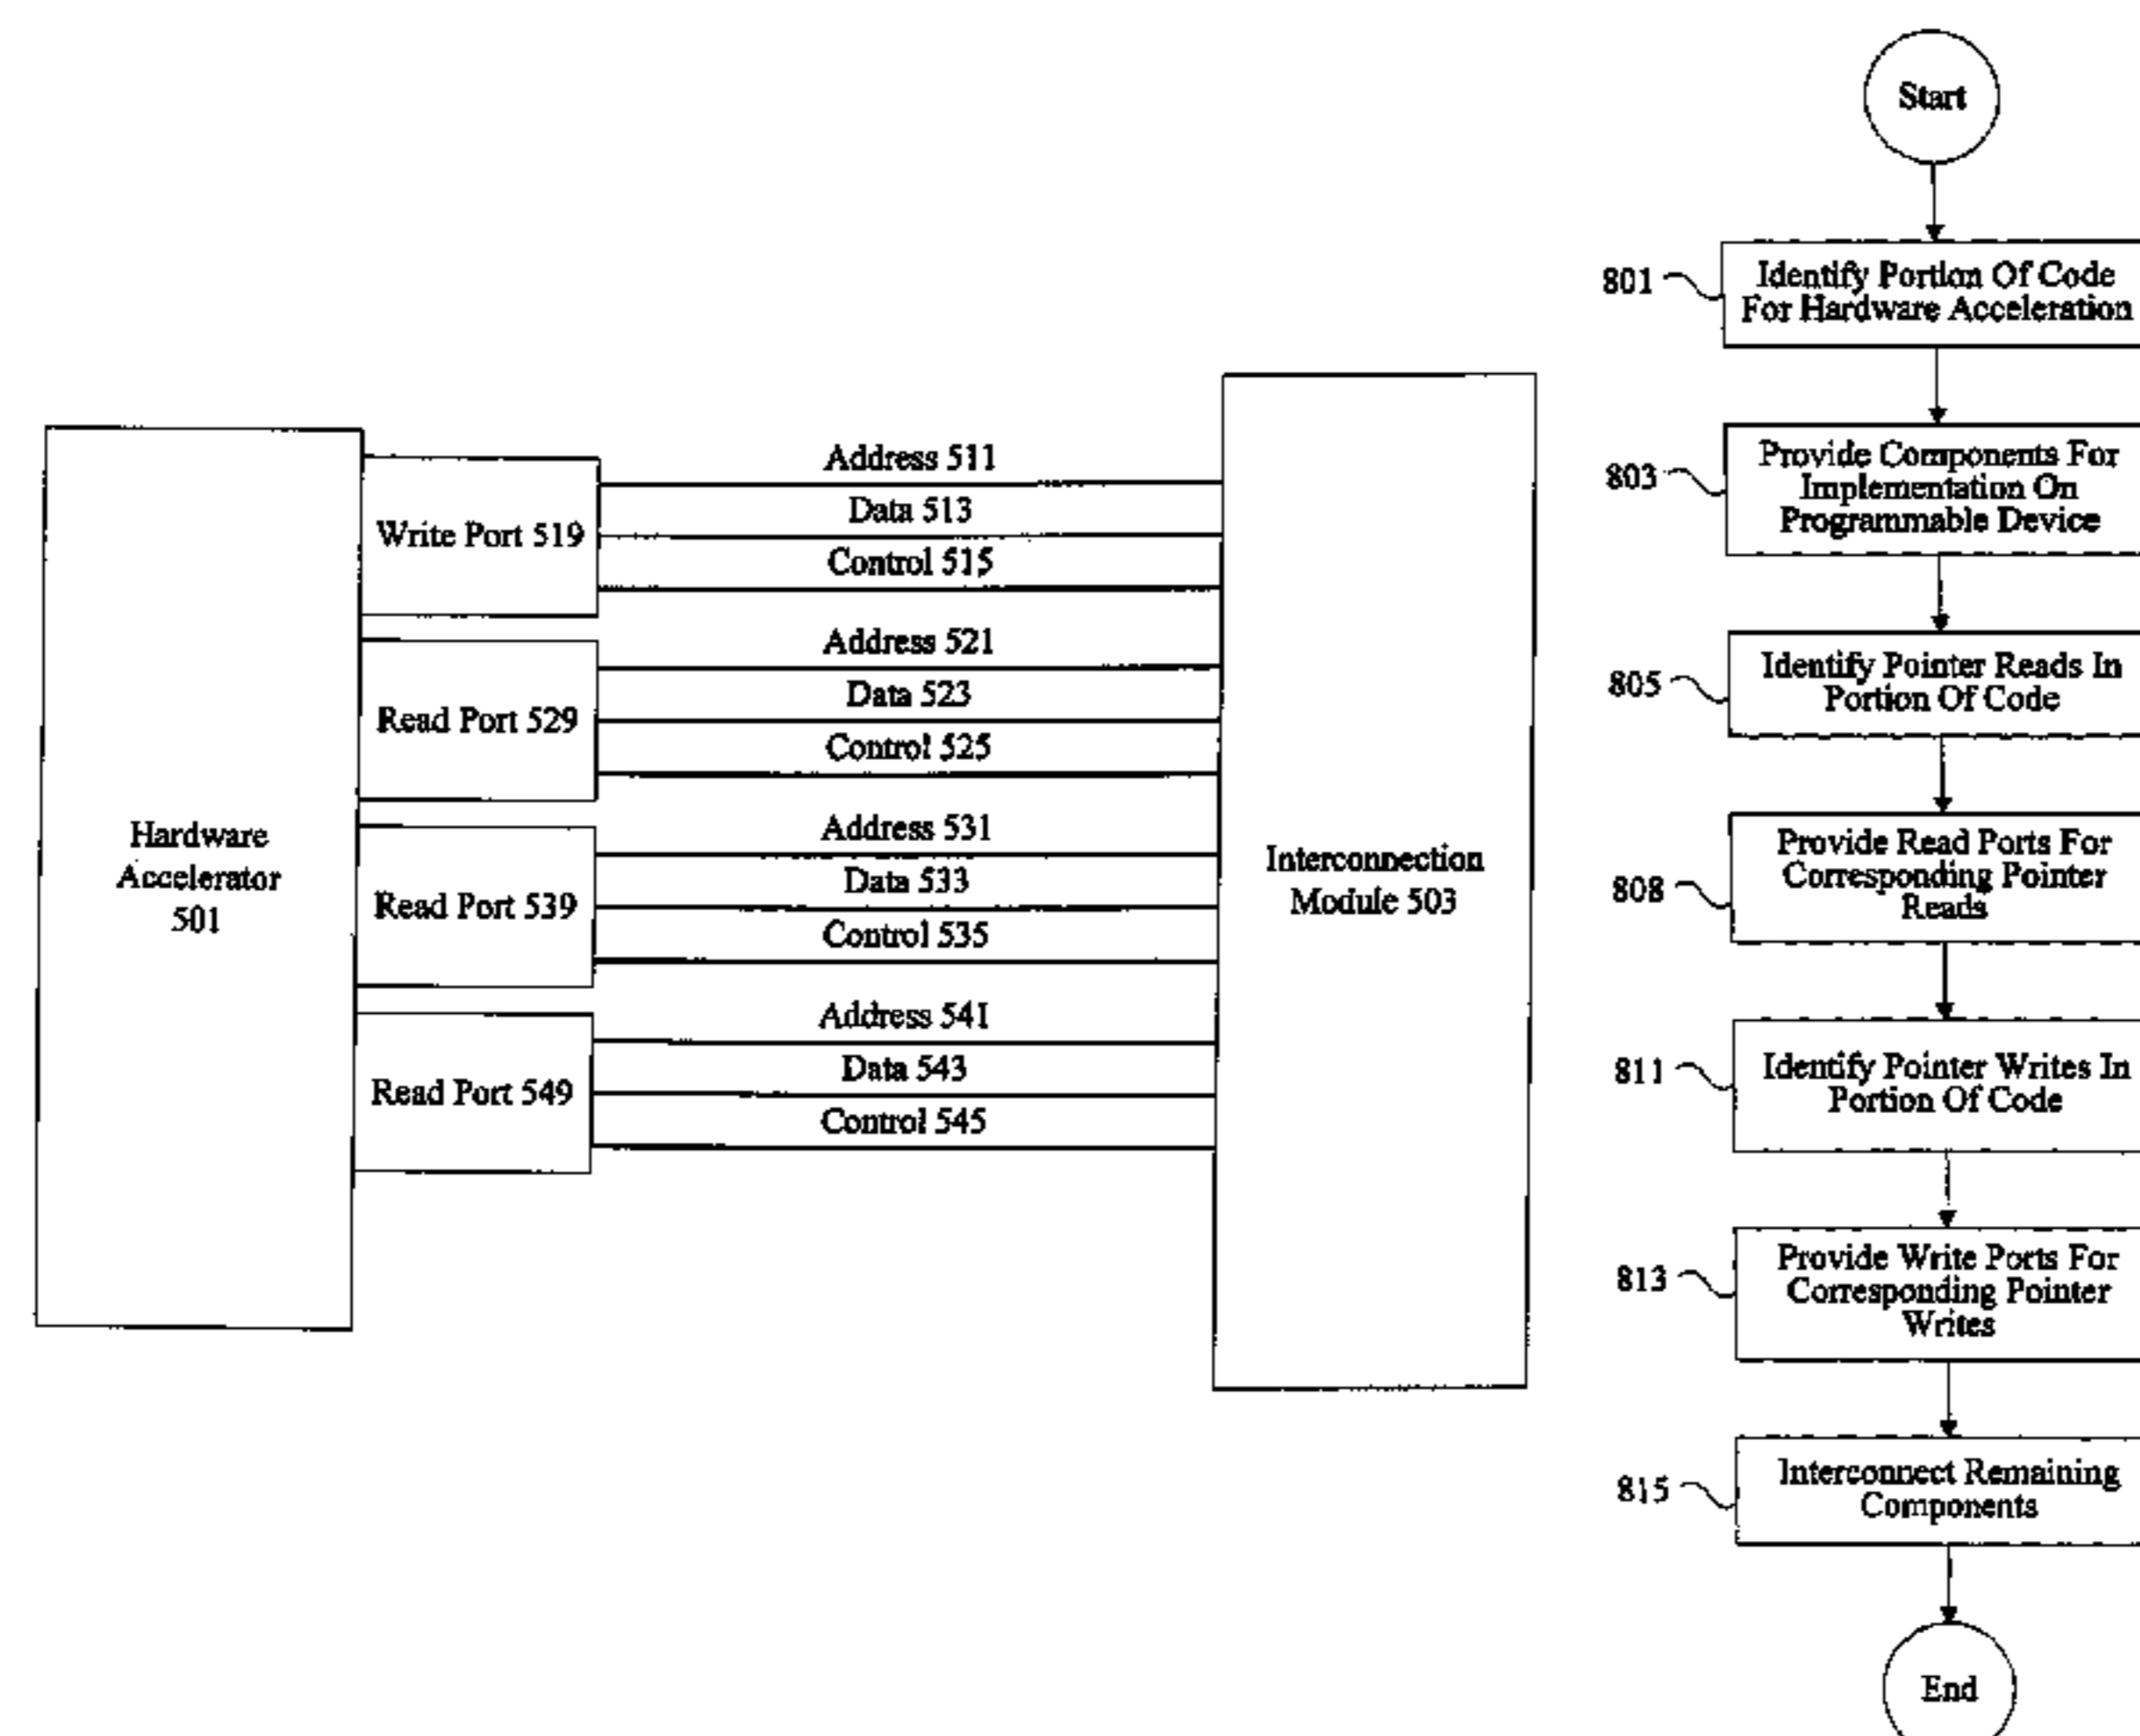 Hardware
Accelerator
501
Write Port 519
Read Port 529
Read Port 539
Read Port 549
Address 511
Data 513
Control 515
Address 521
Data 523
Control 525
Address 531
Data 533
Control 535
Address 541
Data 543
Control 545
Interconnection
Module 503
Start
801
Identify Portion Of Code
For Hardware Acceleration
803
Provide Components For
Implementation On
Programmable Device
805
Identify Pointer Reads In
Portion Of Code
808
Provide Read Ports For
Corresponding Pointer
Reads
811
Identify Pointer Writes In
Portion Of Code
813
Provide Write Ports For
Corresponding Pointer
Writes
815
Interconnect Remaining
Components
End